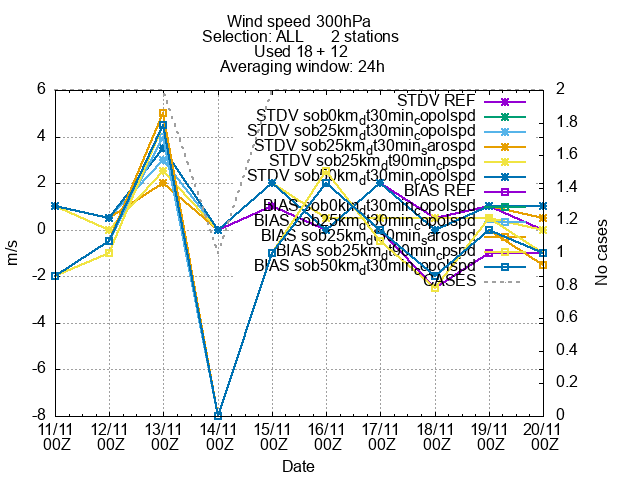 Wind speed 300hPa
Selection: ALL 2 stations
Used 18 + 12
Averaging window: 24h
STDV REF
STDV sob0km_dt30min_copolspd
STDV sob25km_dt30min_copolspd
STDV sob25km_dt30min_sarospd
STDV sob25km_dt90min_cpspd
STDV sob50km_dt30min_copolspd
BIAS REF
BIAS sob0km_dt30min_copolspd
BIAS sob25km_dt30min_copolspd
BIAS sob25km_dt30min_sarospd
BIAS sob25km_dt90min_cpspd
BIAS sob50km_dt30min_copolspd
CASES
6
4
2
0
-2
-4
-6
-8
m/s
2
1.8
1.6
1.4
1.2
1
0.8
0.6
0.4
0.2
0
No cases
11/11 12/11 13/11 14/11 15/11 16/11 17/11 18/11 19/11 20/11
00Z 00Z 00Z 00Z 00Z 00Z 00Z 00Z 00Z 00Z
Date